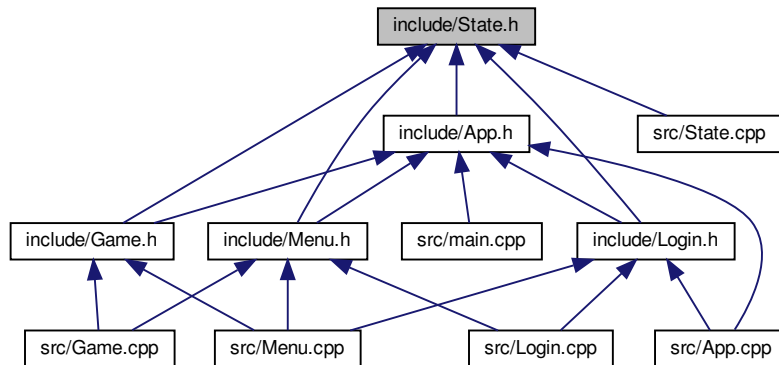 include/State.h
include/App.h
src/State.cpp
include/Game.h
include/Menu.h
src/main.cpp
include/Login.h
src/Game.cpp
src/Menu.cpp
src/Login.cpp
src/App.cpp